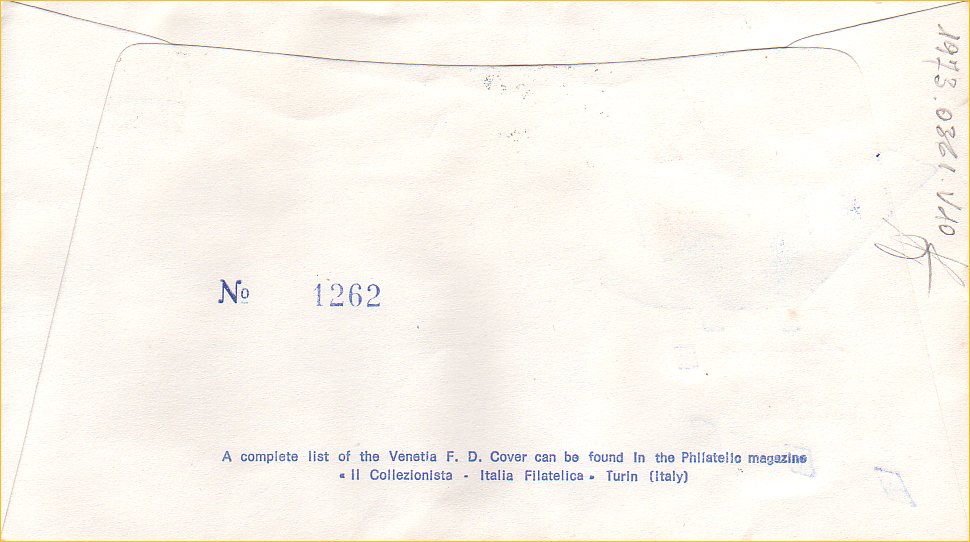 No 1262
A complete list of the Venetia F. D. Cover can be found in the Philatelic magazine
« Il Collezionista - Italia Filatelica » Turin (Italy)